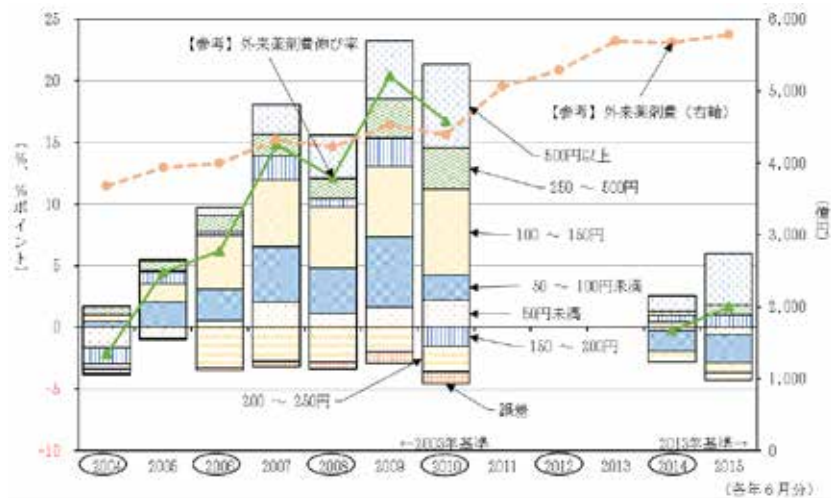 25
20
15
10
5
0
-5
-10
6,000
5,000
4,000
3,000
2,000
1,000
0
【%、%ポイント】
(億円)
【参考】外来薬剤費伸び率
【参考】外来薬剤費(右軸)
500円以上
250 ～ 500円
100 ～ 150円
50 ～ 100円未満
50円未満
150 ～ 200円
200 ～ 250円
誤差
←2005年基準
2013年基準→
2004 2005 2006 2007 2008 2009 2010 2011 2012 2013 2014 2015
(各年６月分)